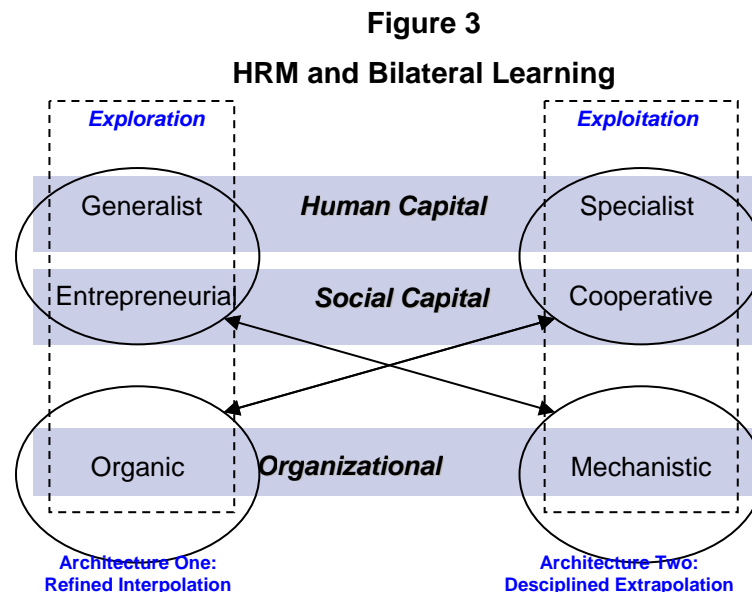 Figure 3
HRM and Bilateral Learning
Exploration
Exploitation
Generalist
Human Capital
Specialist
Entrepreneurial
Social Capital
Cooperative
Organic
Organizational
Mechanistic
Architecture One:
Refined Interpolation
Architecture Two:
Desciplined Extrapolation